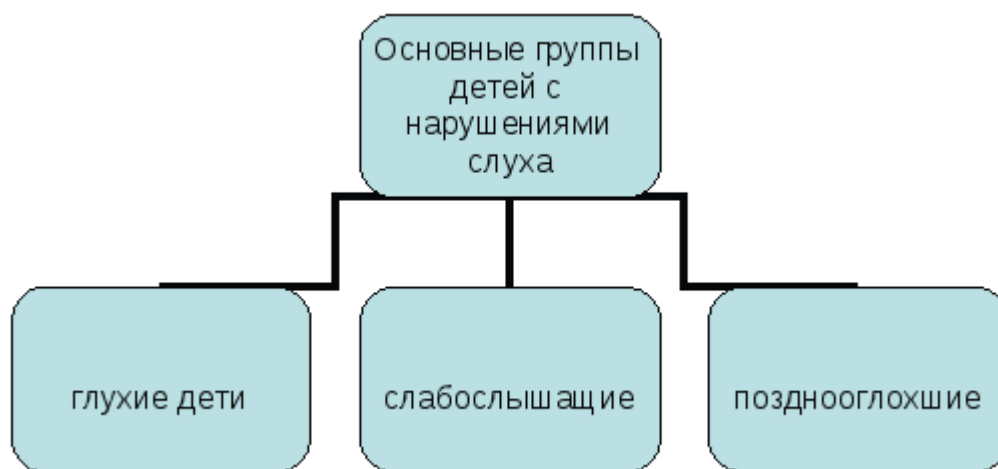 Основные группы
детей с
нарушениями
слуха
глухие дети
слабослышащие
позднооглохшие